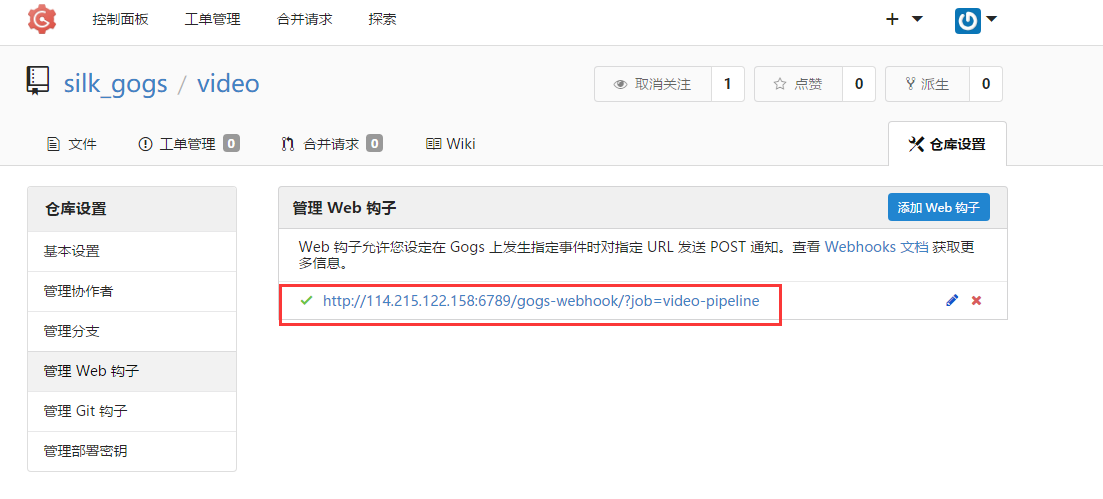 控制面板 工单管理 合并请求 探索
silk_gogs / video
取消关注 1 点赞 0 派生 0
文件 工单管理 0 合并请求 0 Wiki 仓库设置
仓库设置
基本设置
管理协作者
管理分支
管理 Web 钩子
管理 Git 钩子
管理部署密钥
管理 Web 钩子 添加 Web 钩子
Web 钩子允许您设定在 Gogs 上发生指定事件时对指定 URL 发送 POST 通知。查看 Webhooks 文档 获取更
多信息。
http://114.215.122.158:6789/gogs-webhook/?job=video-pipeline